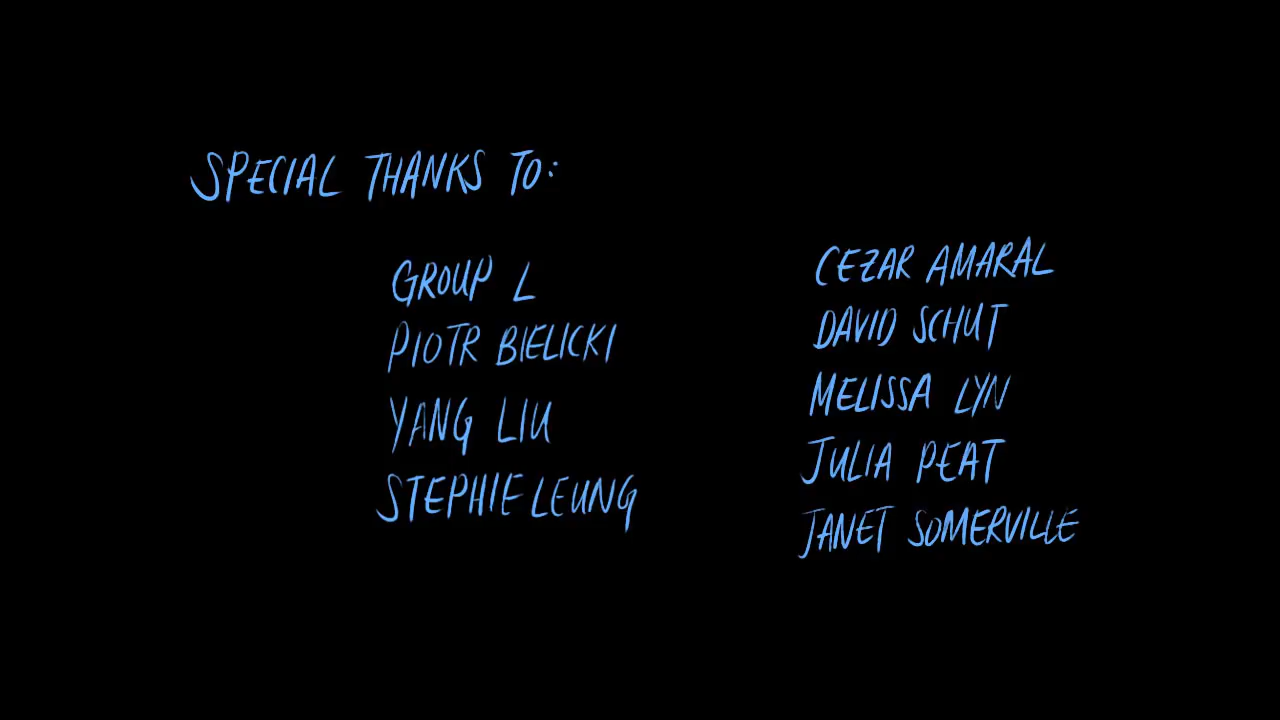 SPECIAL THANKS TO:
GROUP L
PIOTR BIELICKI
YANG LIU
STEPHIE LEUNG
CEZAR AMARAL
DAVID SCHUT
MELISSA LYN
JULIA PEAT
JANET SOMERVILLE